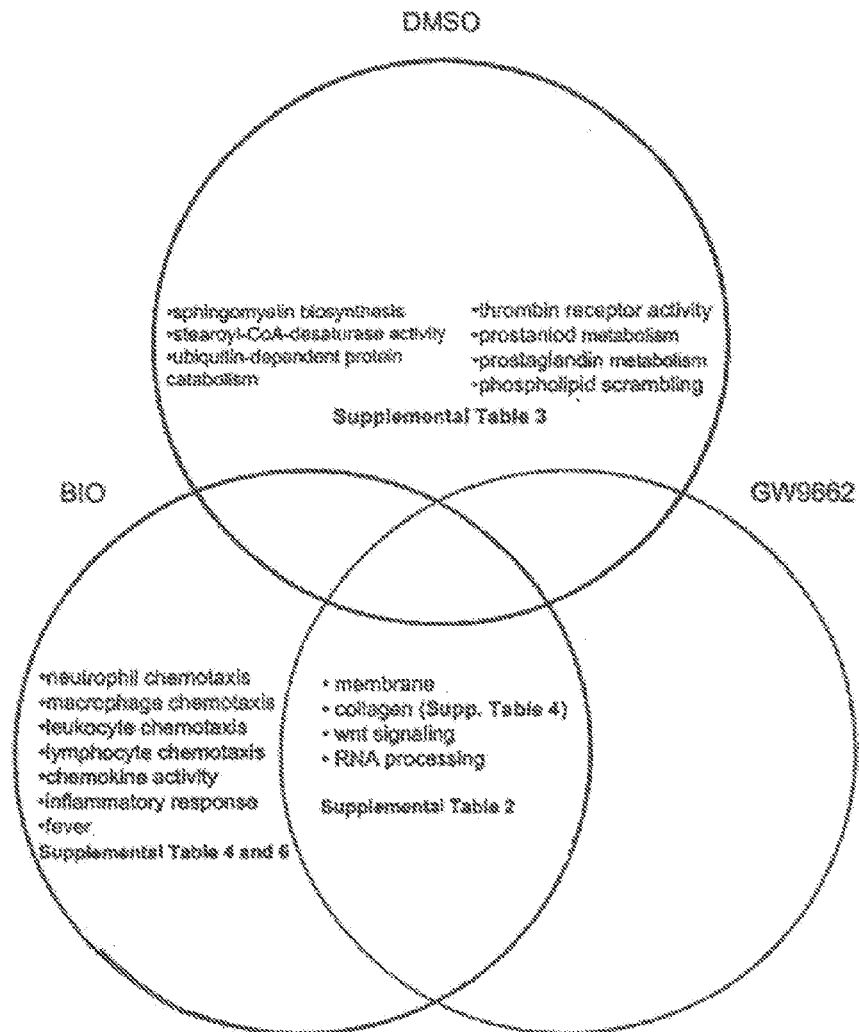 DMSO
•sphingomyelin biosynthesis
•stearoyl-CoA-desaturase activity
•ubiquitin-dependent protein
catabolism
•thrombin receptor activity
•prostaniod metabolism
•prostaglandin metabolism
•phospholipid scrambling
Supplemental Table 3
BIO
GW9662
•neutrophil chemotaxis
•macrophage chemotaxis
•leukocyte chemotaxis
•lymphocyte chemotaxis
•chemokine activity
•inflammatory response
•fever
Supplemental Table 4 and 6
• membrane
• collagen (Supp. Table 4)
• wnt signaling
• RNA processing
Supplemental Table 2